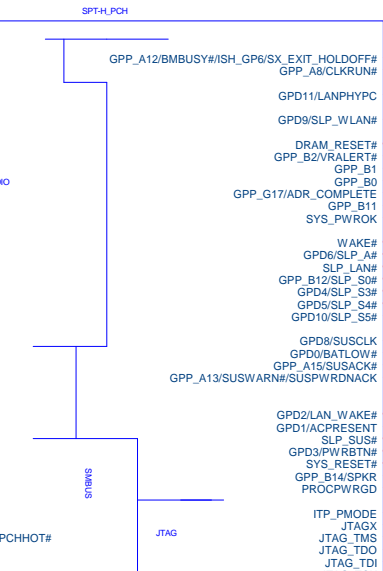 SPT-H_PCH
GPP_A12/BMBUSY#/ISH_GP6/SX_EXIT_HOLDOFF#
GPP_A8/CLKRUN#
GPD11/LANPHYPC
GPD9/SLP_WLAN#
DRAM_RESET#
GPP_B2/VRALERT#
GPP_B1
GPP_B0
GPP_G17/ADR_COMPLETE
GPP_B11
SYS_PWROK
WAKE#
GPD6/SLP_A#
SLP_LAN#
GPP_B12/SLP_S0#
GPD4/SLP_S3#
GPD5/SLP_S4#
GPD10/SLP_S5#
GPD8/SUSCLK
GPD0/BATLOW#
GPP_A15/SUSACK#
GPP_A13/SUSWARN#/SUSPWRDNACK
GPD2/LAN_WAKE#
GPD1/ACPRESENT
SLP_SUS#
GPD3/PWRBTN#
SYS_RESET#
GPP_B14/SPKR
PROCPWRGD
SMBUS
JTAG
PCHHOT#
ITP_PMODE
JTAGX
JTAG_TMS
JTAG_TDO
JTAG_TDI